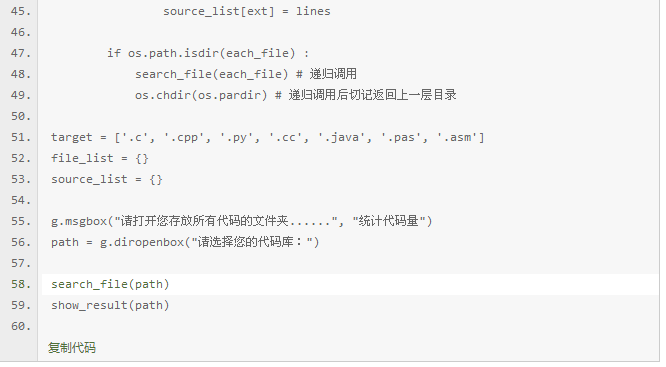 45. source_list[ext] = lines
46.
47. if os.path.isdir(each_file) :
48. search_file(each_file) # 递归调用
49. os.chdir(os.pardir) # 递归调用后切记返回上一层目录
50.
51. target = ['.c', '.cpp', '.py', '.cc', '.java', '.pas', '.asm']
52. file_list = {}
53. source_list = {}
54.
55. g.msgbox("请打开您存放所有代码的文件夹......", "统计代码量")
56. path = g.diropenbox("请选择您的代码库：")
57.
58. search_file(path)
59. show_result(path)
60.
复制代码